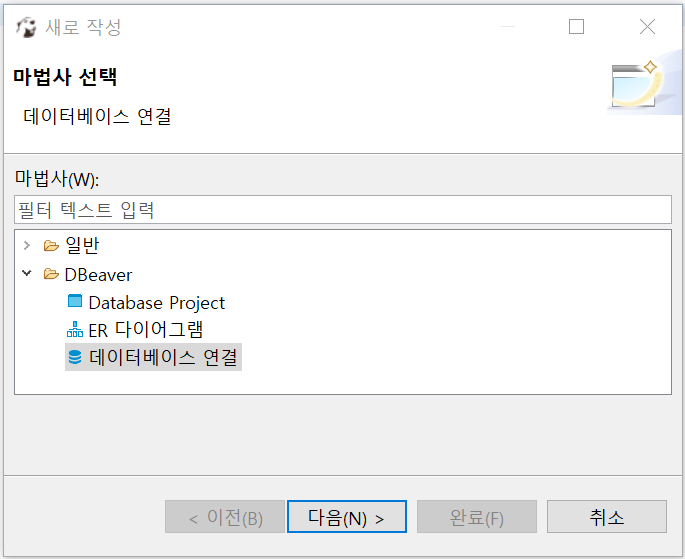 새로 작성
마법사 선택
데이터베이스 연결
마법사(W):
필터 텍스트 입력
일반
DBeaver
Database Project
ER 다이어그램
데이터베이스 연결
< 이전(B) 다음(N) > 완료(F) 취소